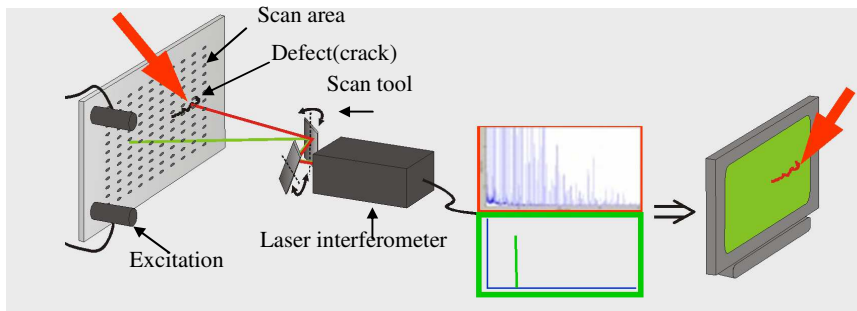 Scan area
Defect(crack)
Scan tool
Laser interferometer
Excitation